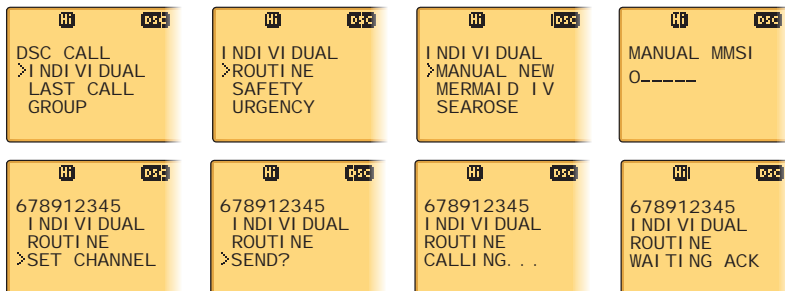 Hi DSC
DSC CALL
>INDIVIDUAL
LAST CALL
GROUP
Hi DSC
INDIVIDUAL
>ROUTINE
SAFETY
URGENCY
Hi DSC
INDIVIDUAL
>MANUAL NEW
MERMAID IV
SEAROSE
Hi DSC
MANUAL MMSI
0_____
Hi DSC
678912345
INDIVIDUAL
ROUTINE
>SET CHANNEL
Hi DSC
678912345
INDIVIDUAL
ROUTINE
>SEND?
Hi DSC
678912345
INDIVIDUAL
ROUTINE
CALLING...
Hi DSC
678912345
INDIVIDUAL
ROUTINE
WAITING ACK